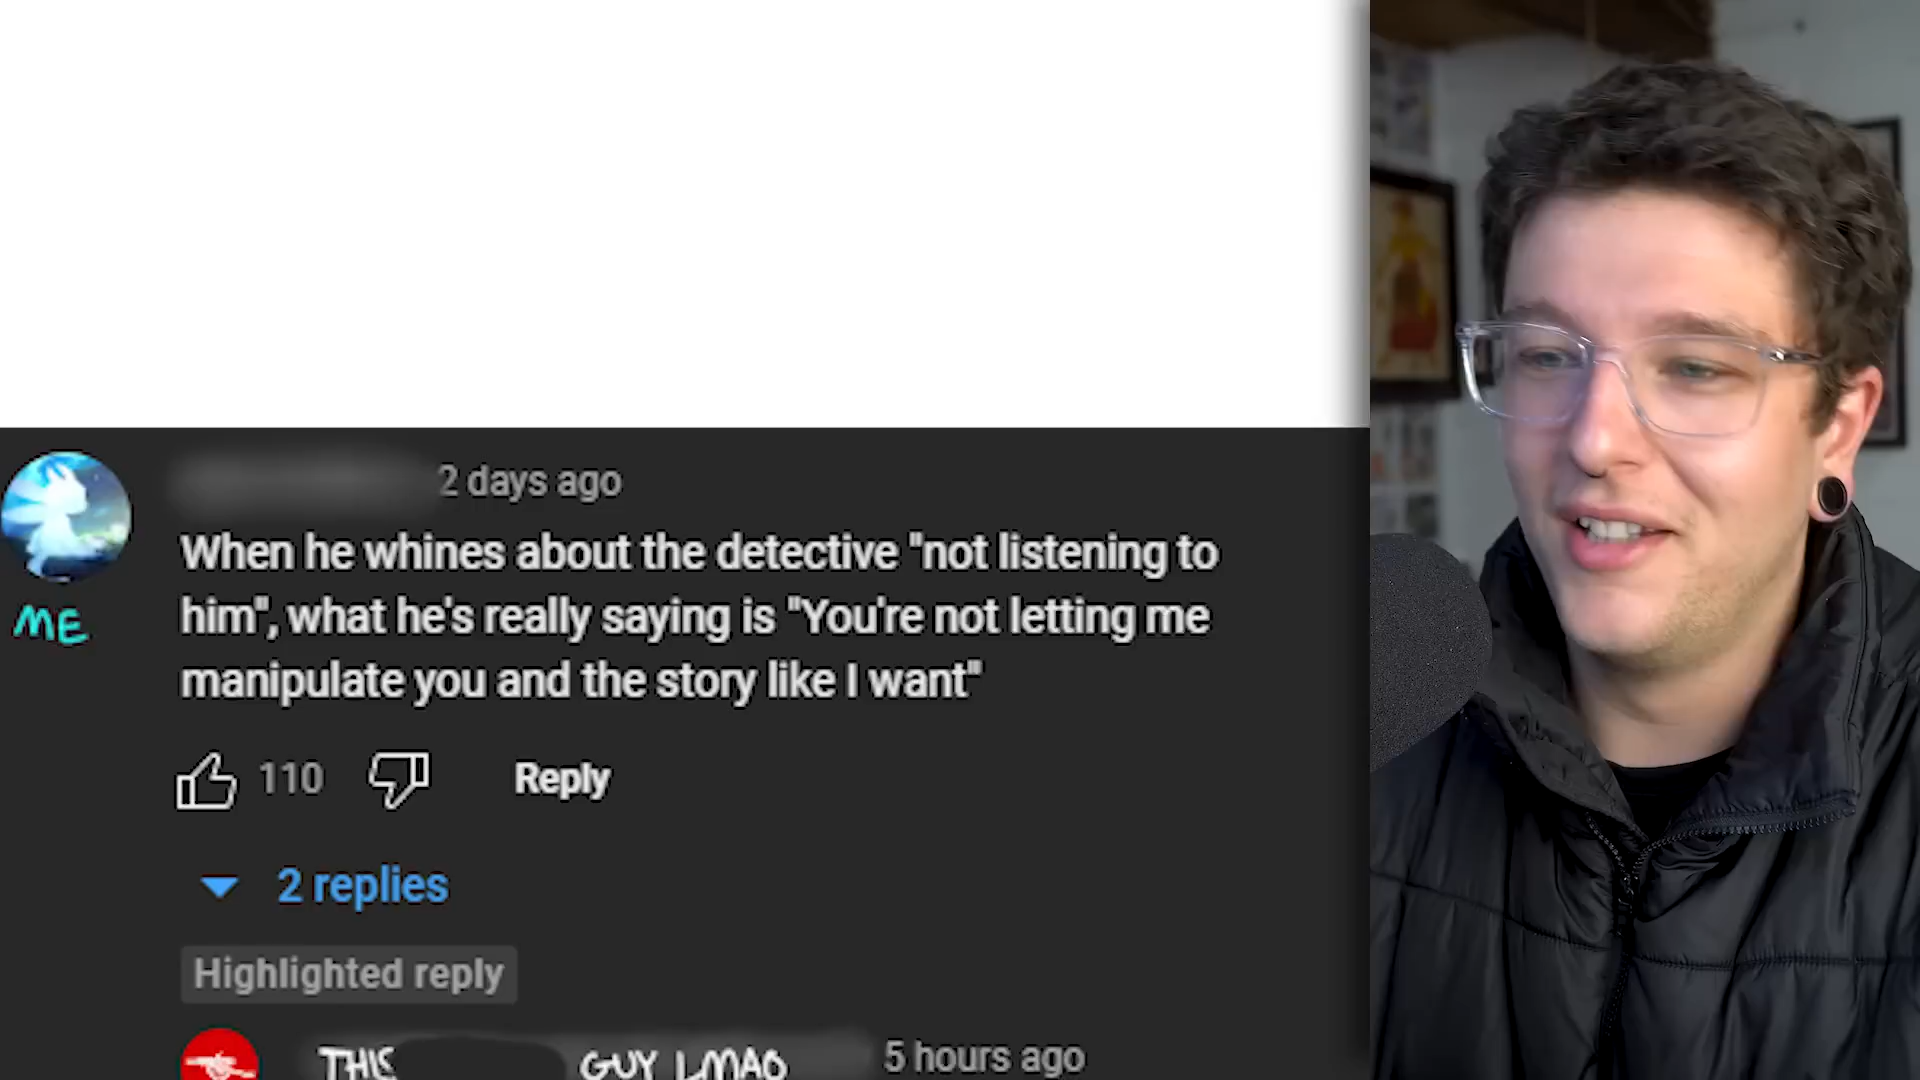 2 days ago
When he whines about the detective "not listening to
him", what he's really saying is "You're not letting me
manipulate you and the story like I want"
ME
110 Reply
2 replies
Highlighted reply
THIS GUY LMAO 5 hours ago